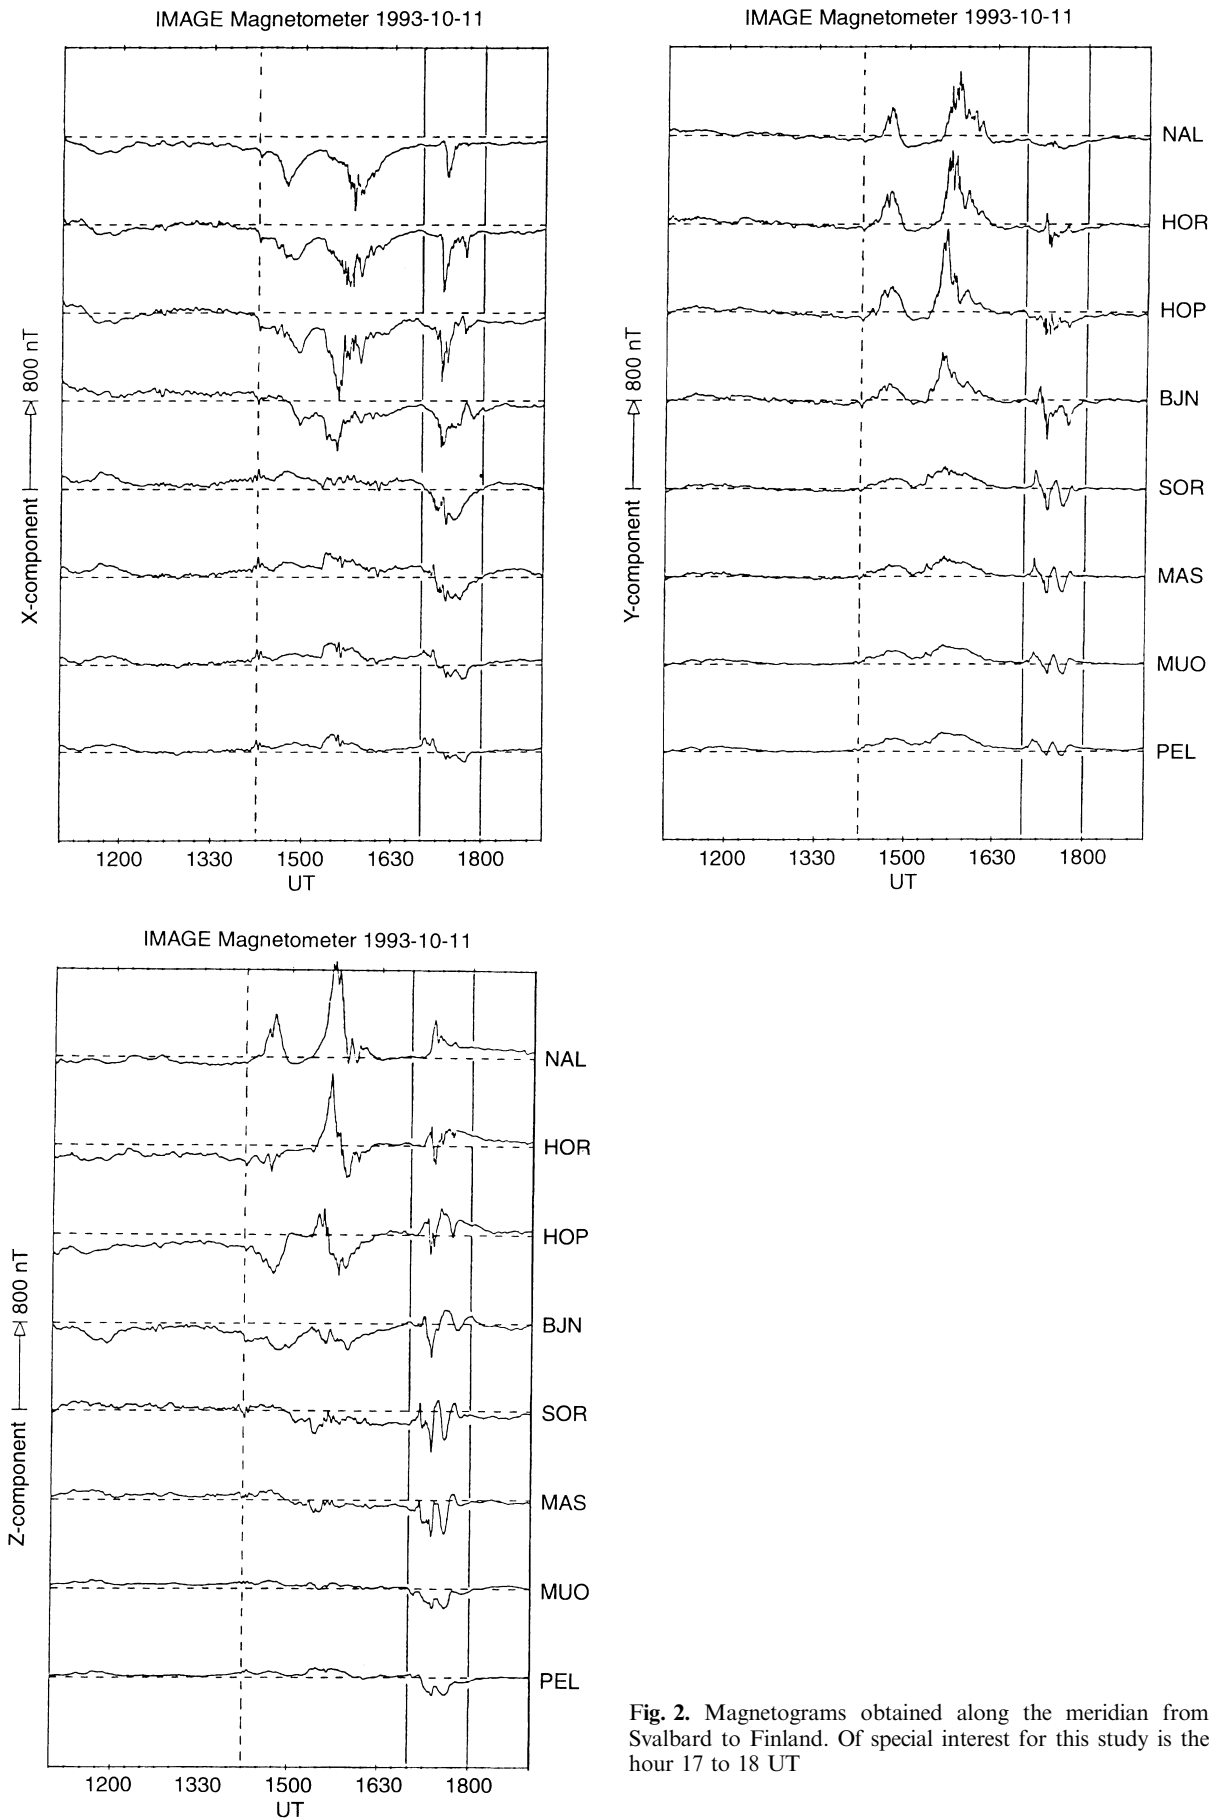 IMAGE Magnetometer 1993-10-11
X-component
800 nT
1200 1330 1500 1630 1800
UT
IMAGE Magnetometer 1993-10-11
Y-component
800 nT
NAL
HOR
HOP
BJN
SOR
MAS
MUO
PEL
1200 1330 1500 1630 1800
UT
IMAGE Magnetometer 1993-10-11
Z-component
800 nT
NAL
HOR
HOP
BJN
SOR
MAS
MUO
PEL
1200 1330 1500 1630 1800
UT
Fig. 2. Magnetograms obtained along the meridian from
Svalbard to Finland. Of special interest for this study is the
hour 17 to 18 UT